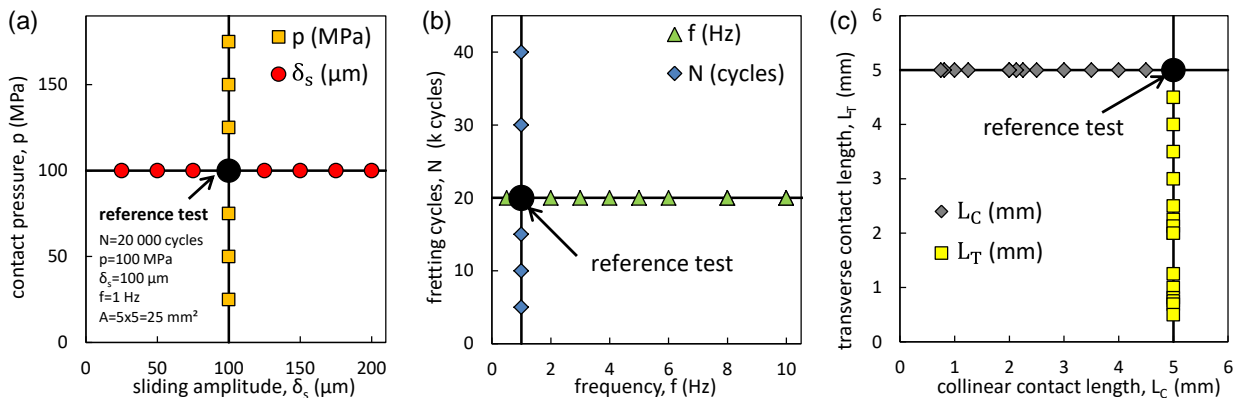 (a)
p (MPa)
δs (µm)
contact pressure, p (MPa)
150
100
50
0
reference test
N=20 000 cycles
p=100 MPa
δs=100 µm
f=1 Hz
A=5x5=25 mm²
0 50 100 150 200
sliding amplitude, δs (µm)
(b)
f (Hz)
N (cycles)
fretting cycles, N (k cycles)
40
30
20
10
0
reference test
0 2 4 6 8 10
frequency, f (Hz)
(c)
transverse contact length, LT (mm)
6
5
4
3
2
1
0
reference test
LC (mm)
LT (mm)
0 1 2 3 4 5 6
collinear contact length, LC (mm)